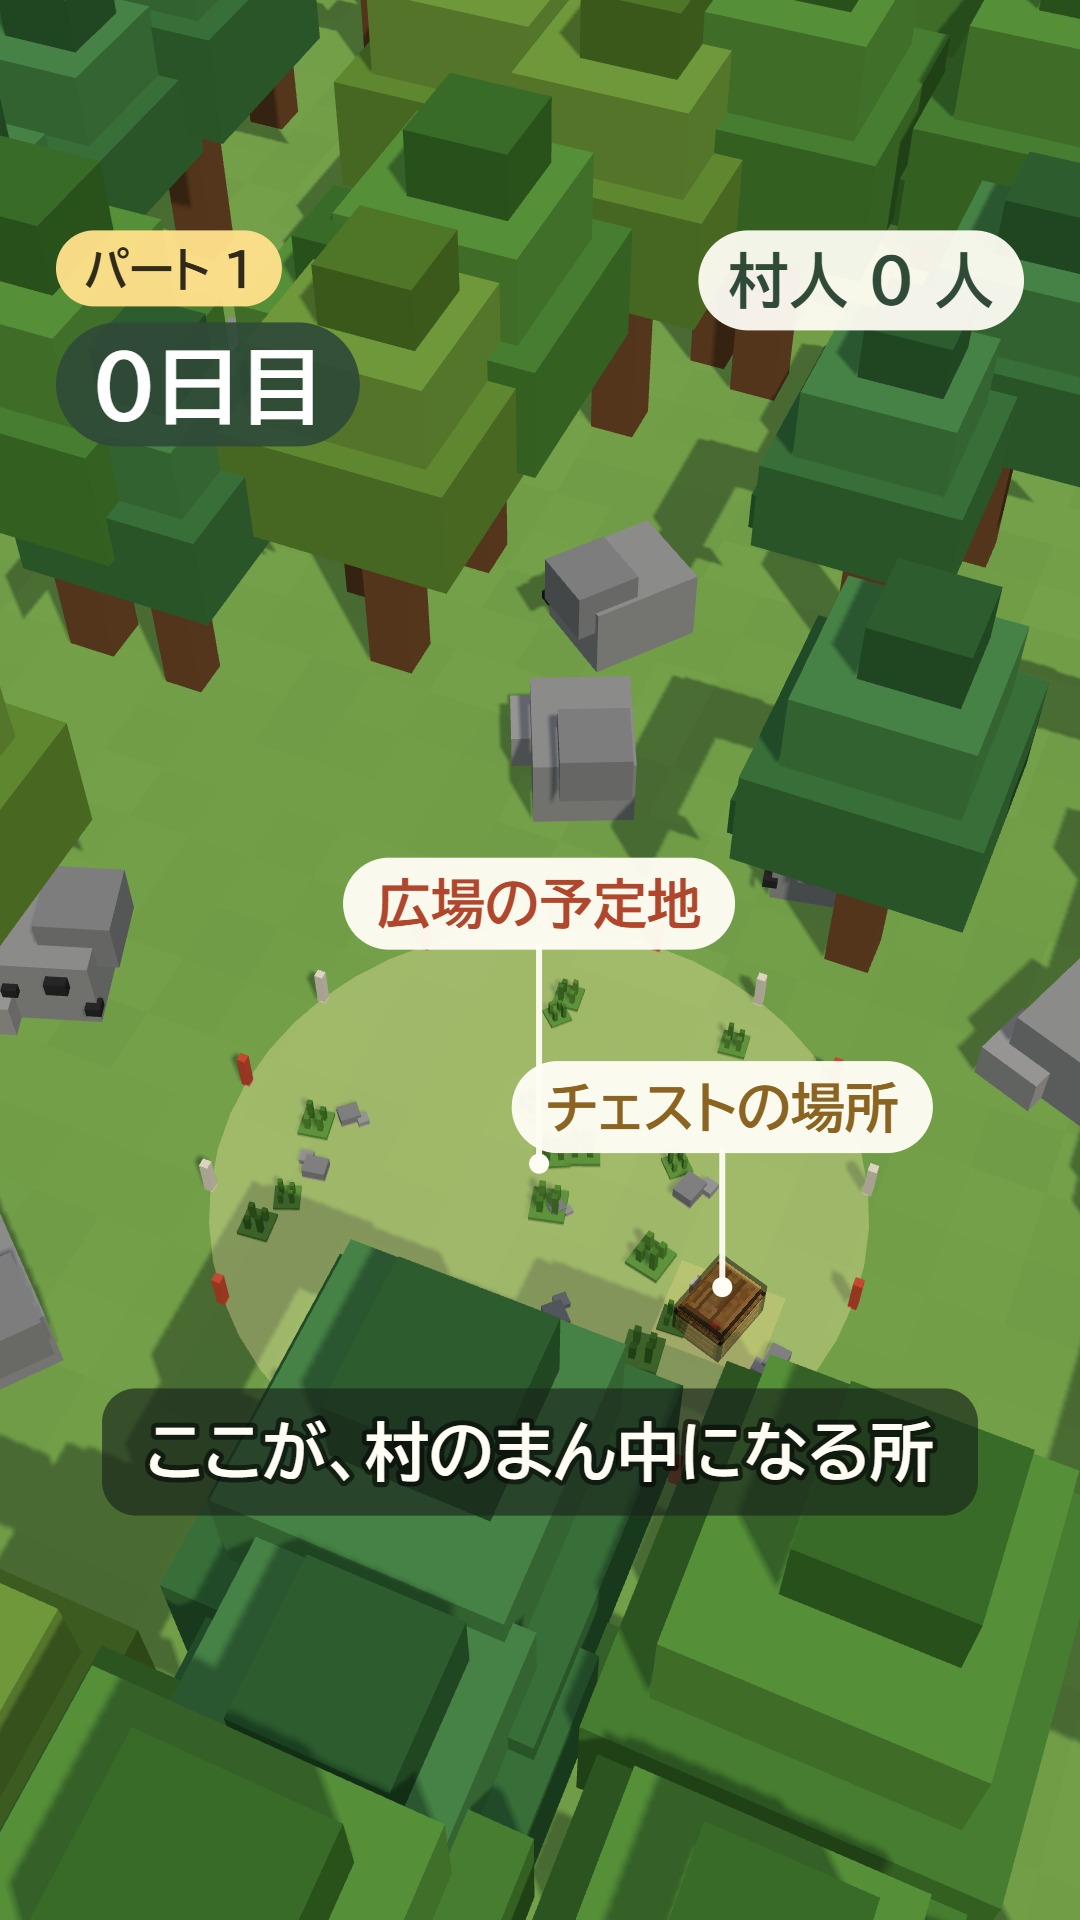 パート 1
0日目
村人 0 人
広場の予定地
チェストの場所
ここが、村のまん中になる所